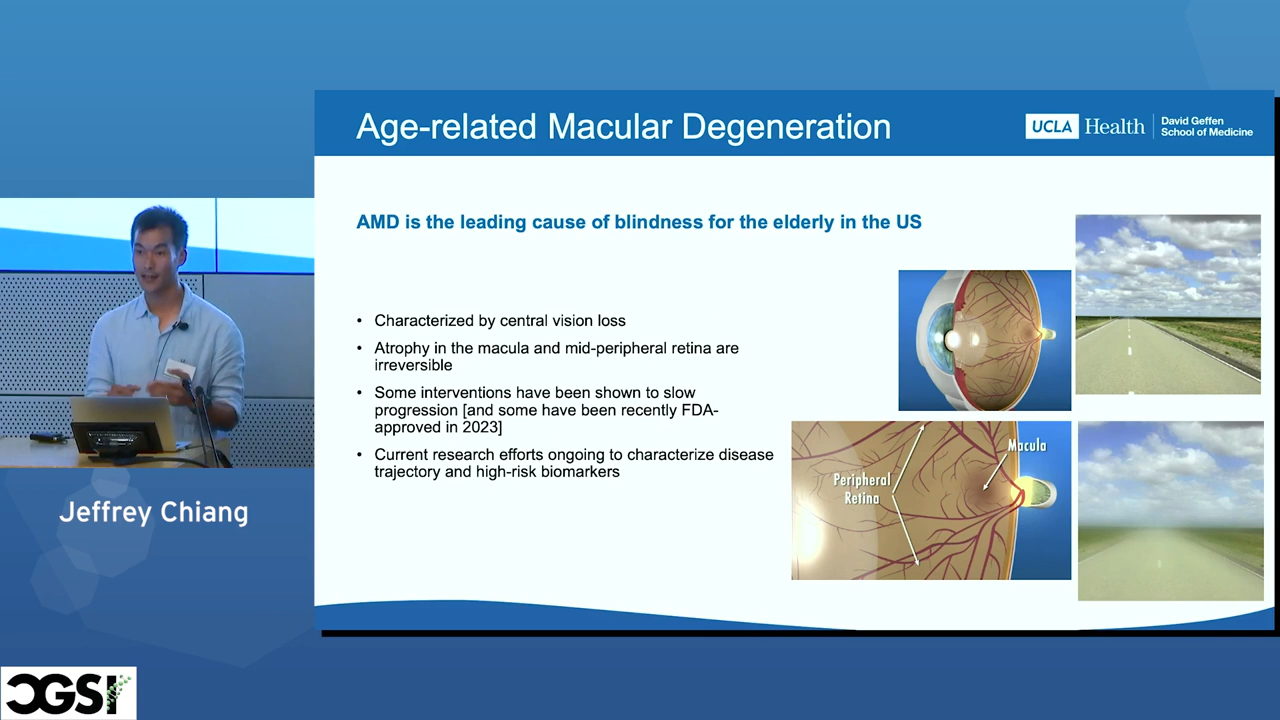 Age-related Macular Degeneration
UCLA Health
David Geffen
School of Medicine
AMD is the leading cause of blindness for the elderly in the US
• Characterized by central vision loss
• Atrophy in the macula and mid-peripheral retina are
irreversible
• Some interventions have been shown to slow
progression [and some have been recently FDA-
approved in 2023]
• Current research efforts ongoing to characterize disease
trajectory and high-risk biomarkers
Macula
Peripheral
Retina
Jeffrey Chiang
CGSI